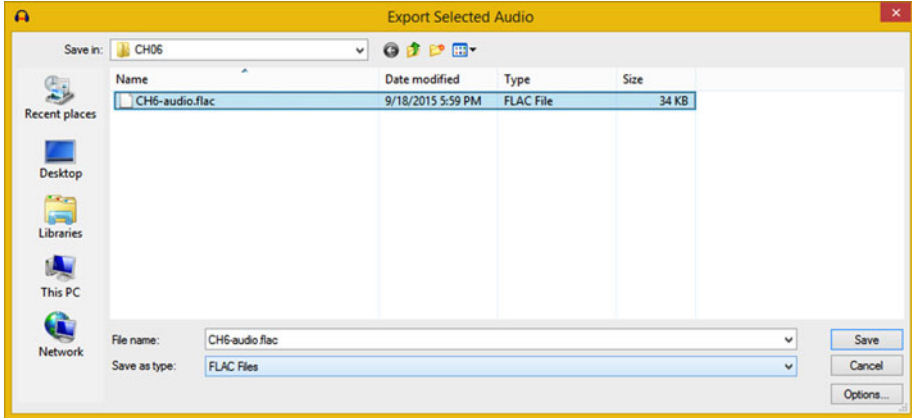 Export Selected Audio
Save in: CH06
Name Date modified Type Size
CH6-audio.flac 9/18/2015 5:59 PM FLAC File 34 KB
Recent places
Desktop
Libraries
This PC
Network
File name: CH6-audio.flac Save
Save as type: FLAC Files Cancel
Options...